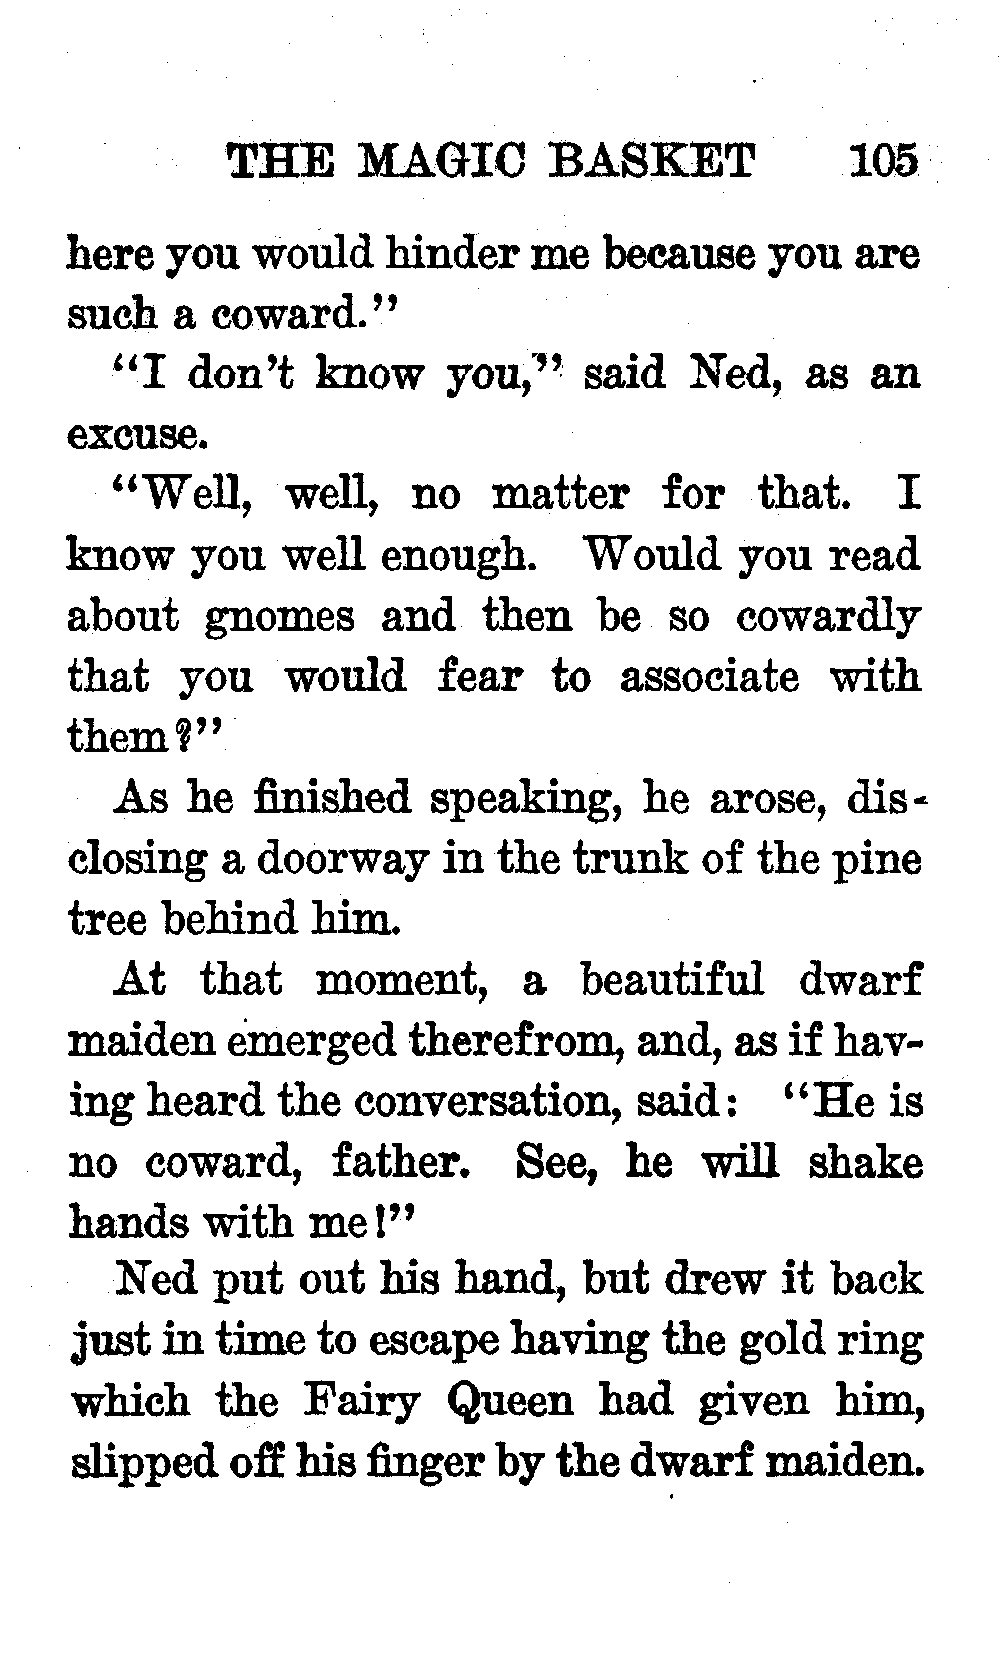 THE MAGIC BASKET 105
here you would hinder me because you are
such a coward."
"I don't know you," said Ned, as an
excuse.
"Well, well, no matter for that. I
know you well enough. Would you read
about gnomes and then be so cowardly
that you would fear to associate with
them?"
As he finished speaking, he arose, dis-
closing a doorway in the trunk of the pine
tree behind him.
At that moment, a beautiful dwarf
maiden emerged therefrom, and, as if hav-
ing heard the conversation, said: "He is
no coward, father. See, he will shake
hands with me!"
Ned put out his hand, but drew it back
just in time to escape having the gold ring
which the Fairy Queen had given him,
slipped off his finger by the dwarf maiden.